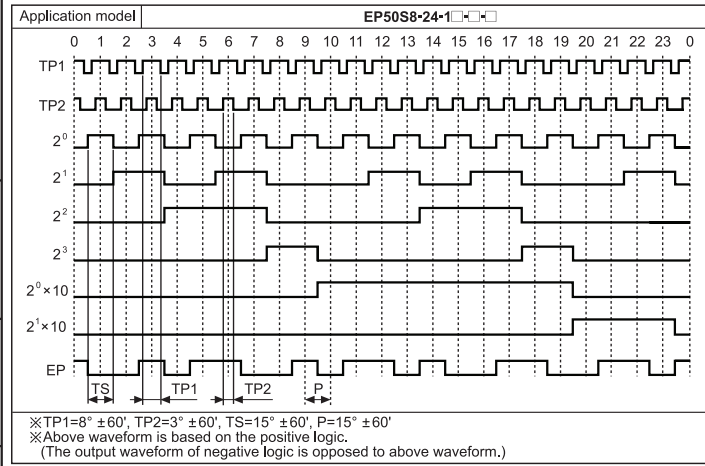 Application model EP50S8-24-1□-□-□
0 1 2 3 4 5 6 7 8 9 10 11 12 13 14 15 16 17 18 19 20 21 22 23 0
TP1
TP2
2⁰
2¹
2²
2³
2⁰×10
2¹×10
EP
TS TP1 TP2 P
※TP1=8° ±60', TP2=3° ±60', TS=15° ±60', P=15° ±60'
※Above waveform is based on the positive logic.
(The output waveform of negative logic is opposed to above waveform.)